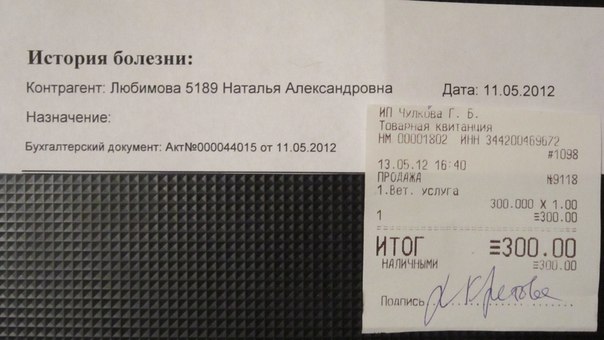 История болезни:
Контрагент: Любимова 5189 Наталья Александровна Дата: 11.05.2012
Назначение:
Бухгалтерский документ: Акт№000044015 от 11.05.2012
ИП Чулкова Г. Б.
Товарная квитанция
НМ 00001802 ИНН 344200469672
#1098
13.05.12 16:40
ПРОДАЖА №9118
1.Вет. услуга
300.000 X 1.00
1 ≡300.00
ИТОГ ≡300.00
НАЛИЧНЫМИ ≡300.00
Подпись